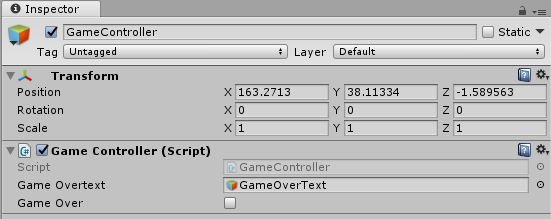 Inspector
GameController Static
Tag Untagged Layer Default
Transform
Position X 163.2713 Y 38.11334 Z -1.589563
Rotation X 0 Y 0 Z 0
Scale X 1 Y 1 Z 1
Game Controller (Script)
Script GameController
Game Overtext GameOverText
Game Over